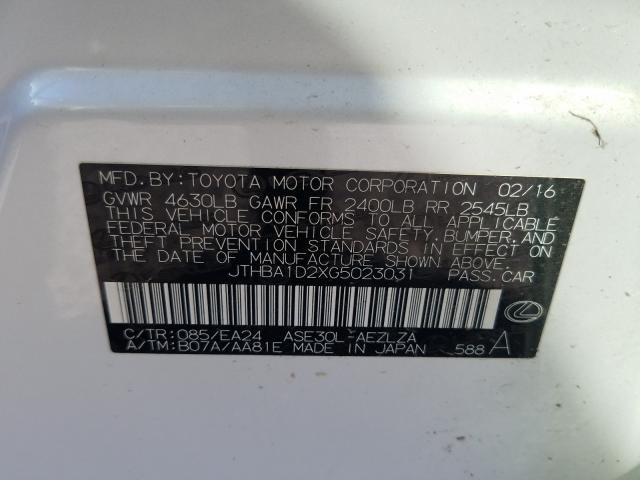 MFD. BY: TOYOTA MOTOR CORPORATION 02/16
GVWR 4630LB GAWR FR 2400LB RR 2545LB
THIS VEHICLE CONFORMS TO ALL APPLICABLE
FEDERAL MOTOR VEHICLE SAFETY, BUMPER, AND
THEFT PREVENTION STANDARDS IN EFFECT ON
THE DATE OF MANUFACTURE SHOWN ABOVE.
JTHBA1D2XG5023031 PASS. CAR
C/TR: 085/EA24 ASE30L-AEZLZA
A/TM: B07A/AA81E MADE IN JAPAN 588 A